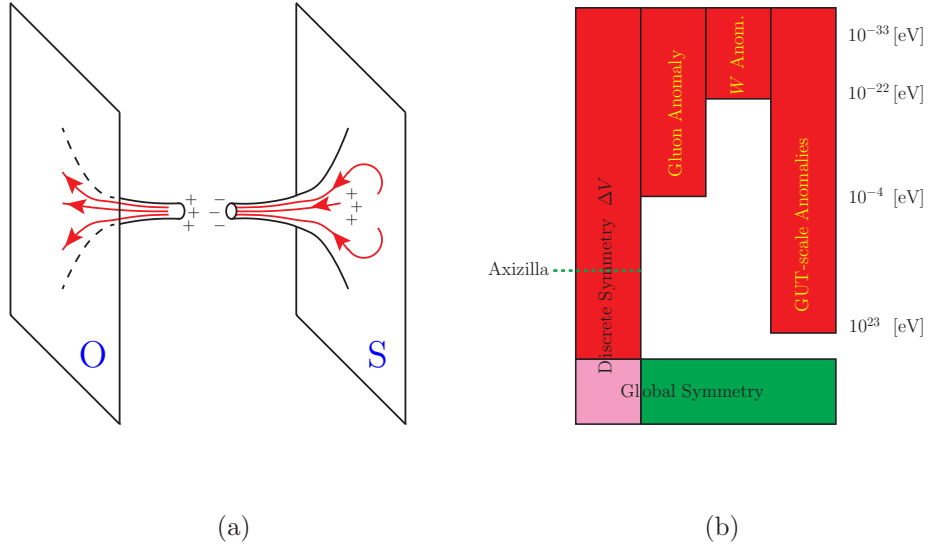 O
S
+
+
+
−
−
−
+
+
+
Discrete Symmetry ΔV
Gluon Anomaly
W Anom.
GUT-scale Anomalies
10^{-33} [eV]
10^{-22} [eV]
10^{-4} [eV]
Axizilla
10^{23} [eV]
Global Symmetry
(a)
(b)